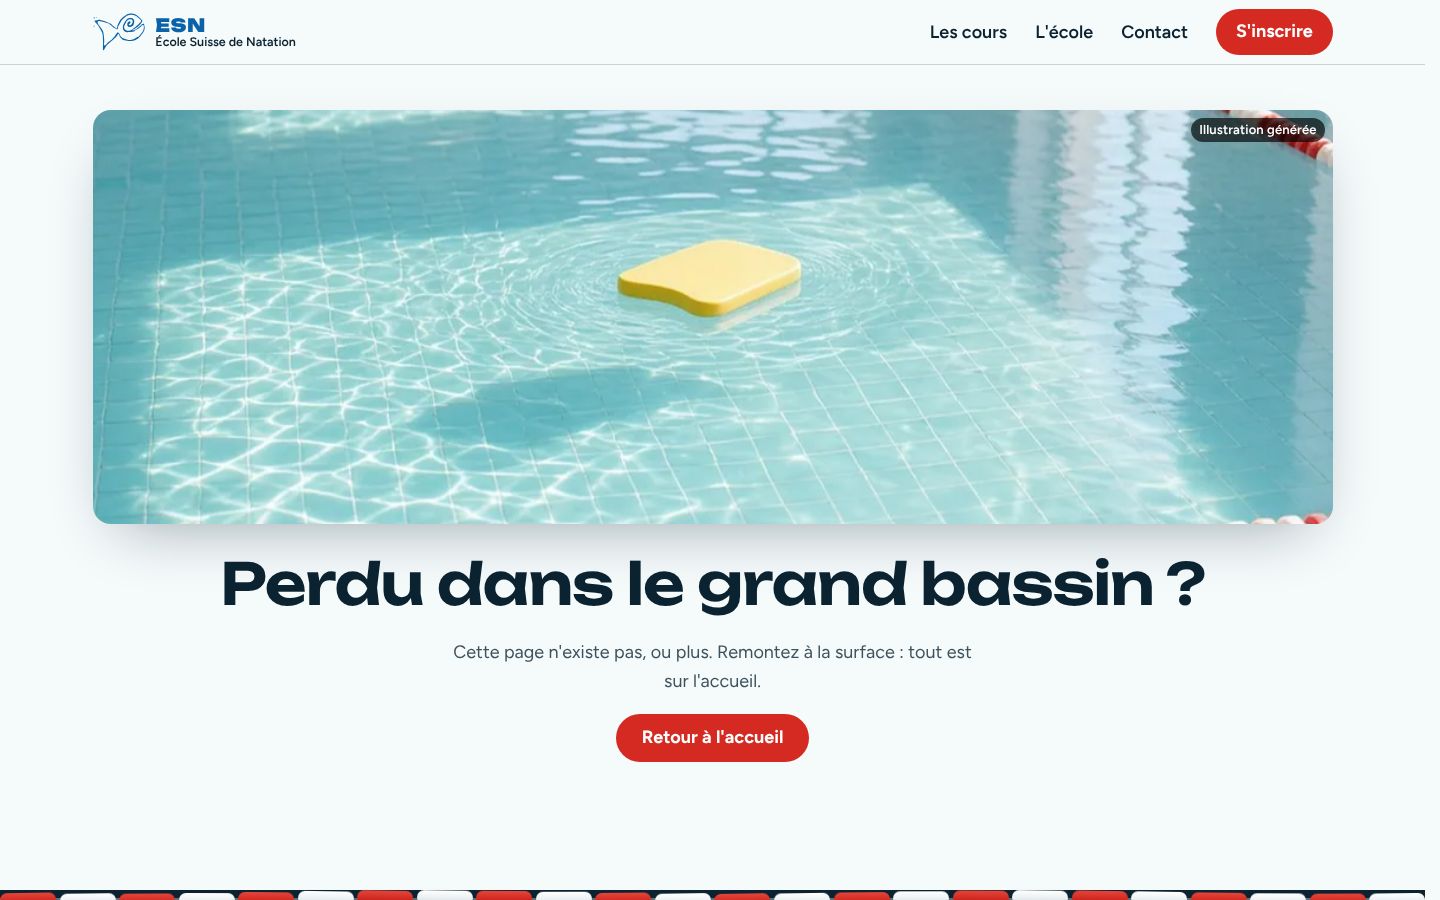 ESN
École Suisse de Natation
Les cours
L'école
Contact
S'inscrire
Illustration générée
Perdu dans le grand bassin ?
Cette page n'existe pas, ou plus. Remontez à la surface : tout est
sur l'accueil.
Retour à l'accueil